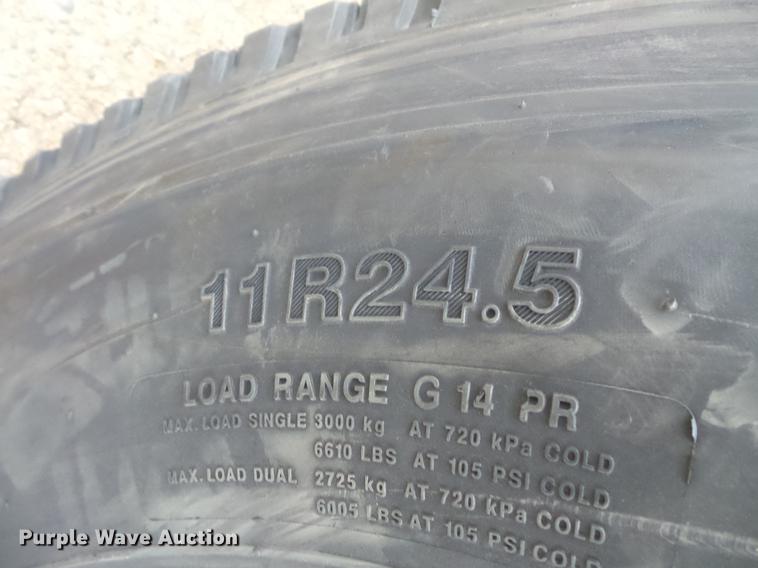 11R24.5
LOAD RANGE G 14 PR
MAX. LOAD SINGLE 3000 kg AT 720 kPa COLD
6610 LBS AT 105 PSI COLD
MAX. LOAD DUAL 2725 kg AT 720 kPa COLD
6005 LBS AT 105 PSI COLD
Purple Wave Auction